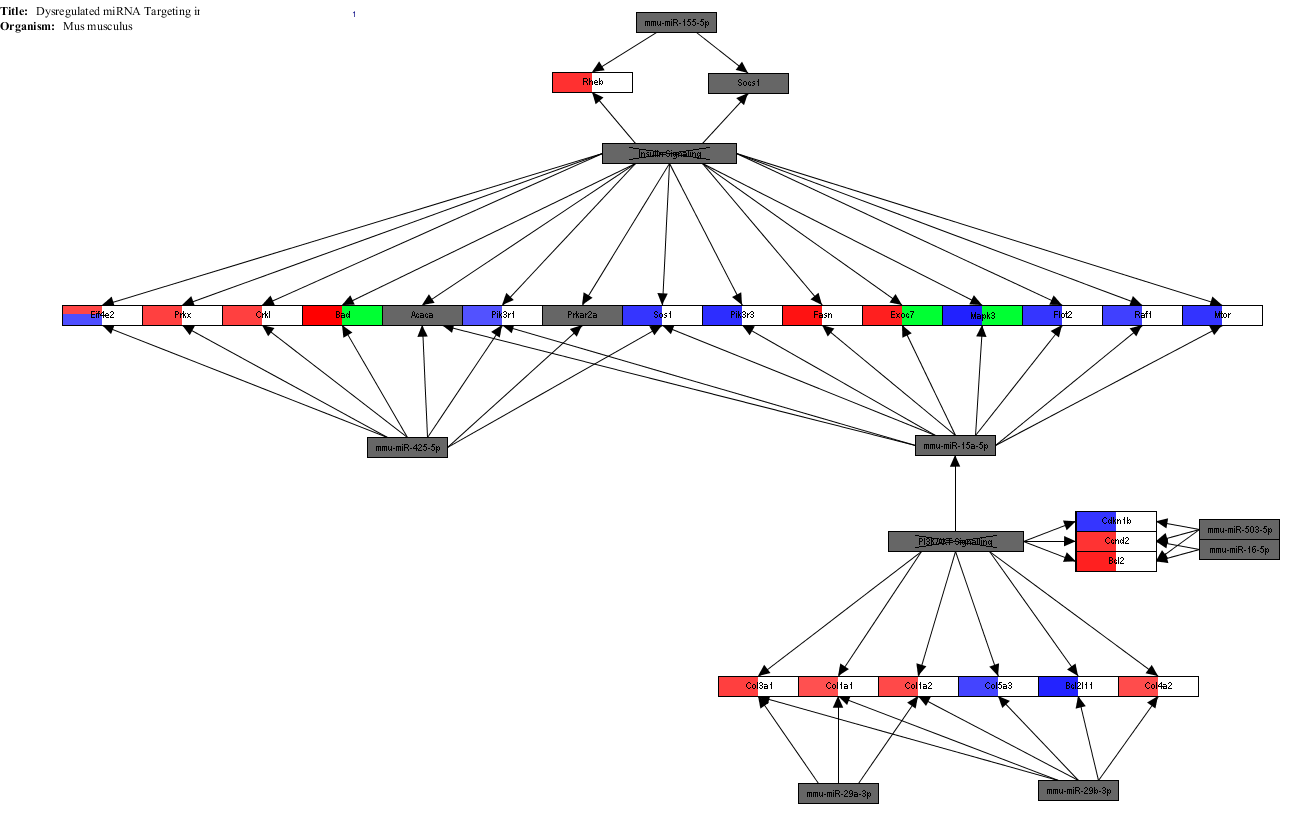 Title: Dysregulated miRNA Targeting in
Organism: Mus musculus
1
mmu-miR-155-5p
Rheb
Socs1
Insulin Signaling
Eif4e2
Prkx
Crkl
Bad
Acaca
Pik3r1
Prkar2a
Sos1
Pik3r3
Fasn
Exoc7
Mapk3
Flot2
Raf1
Mtor
mmu-miR-425-5p
mmu-miR-15a-5p
PI3K/AKT Signalling
Cdkn1b
Ccnd2
Bcl2
mmu-miR-503-5p
mmu-miR-16-5p
Col3a1
Col1a1
Col1a2
Col5a3
Bcl2l11
Col4a2
mmu-miR-29a-3p
mmu-miR-29b-3p